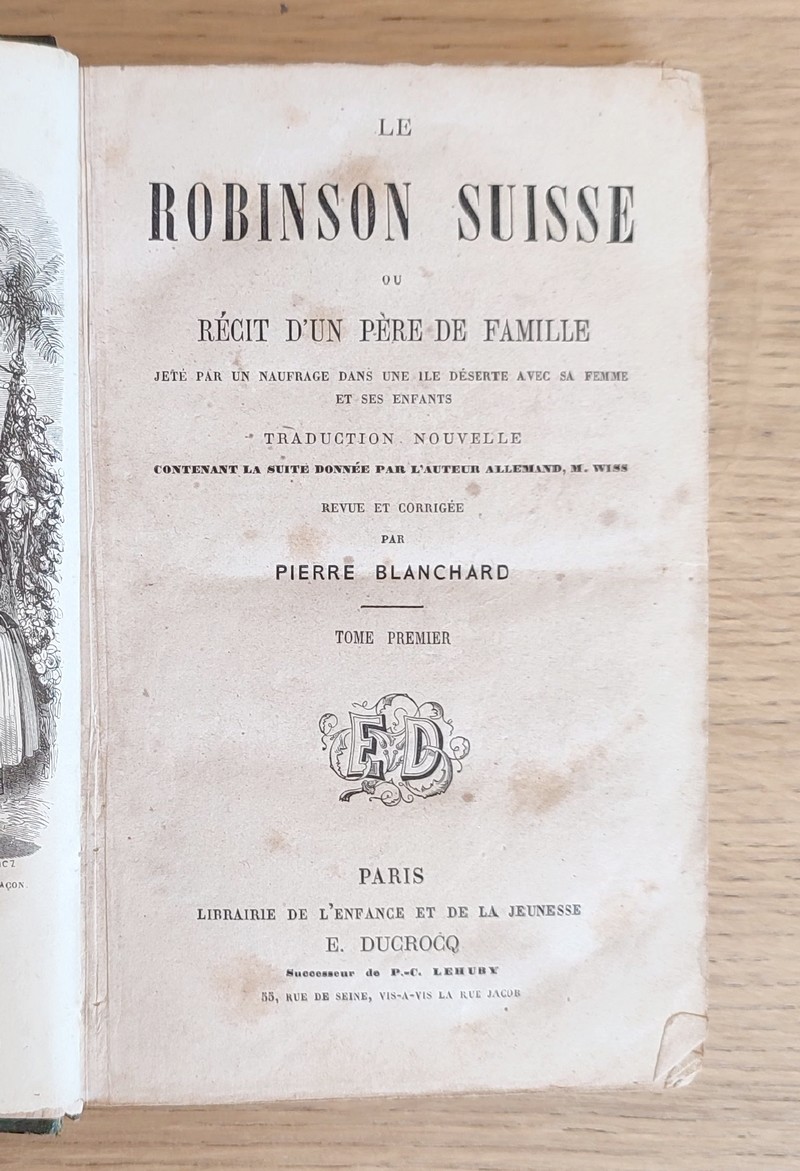 LE
ROBINSON SUISSE
OU
RÉCIT D'UN PÈRE DE FAMILLE
JETÉ PAR UN NAUFRAGE DANS UNE ILE DÉSERTE AVEC SA FEMME
ET SES ENFANTS
TRADUCTION NOUVELLE
CONTENANT LA SUITE DONNÉE PAR L'AUTEUR ALLEMAND, M. WISS
REVUE ET CORRIGÉE
PAR
PIERRE BLANCHARD
TOME PREMIER
ED
PARIS
LIBRAIRIE DE L'ENFANCE ET DE LA JEUNESSE
E. DUCROCQ
Successeur de P.-C. LEHUBY
55, RUE DE SEINE, VIS-A-VIS LA RUE JACOB